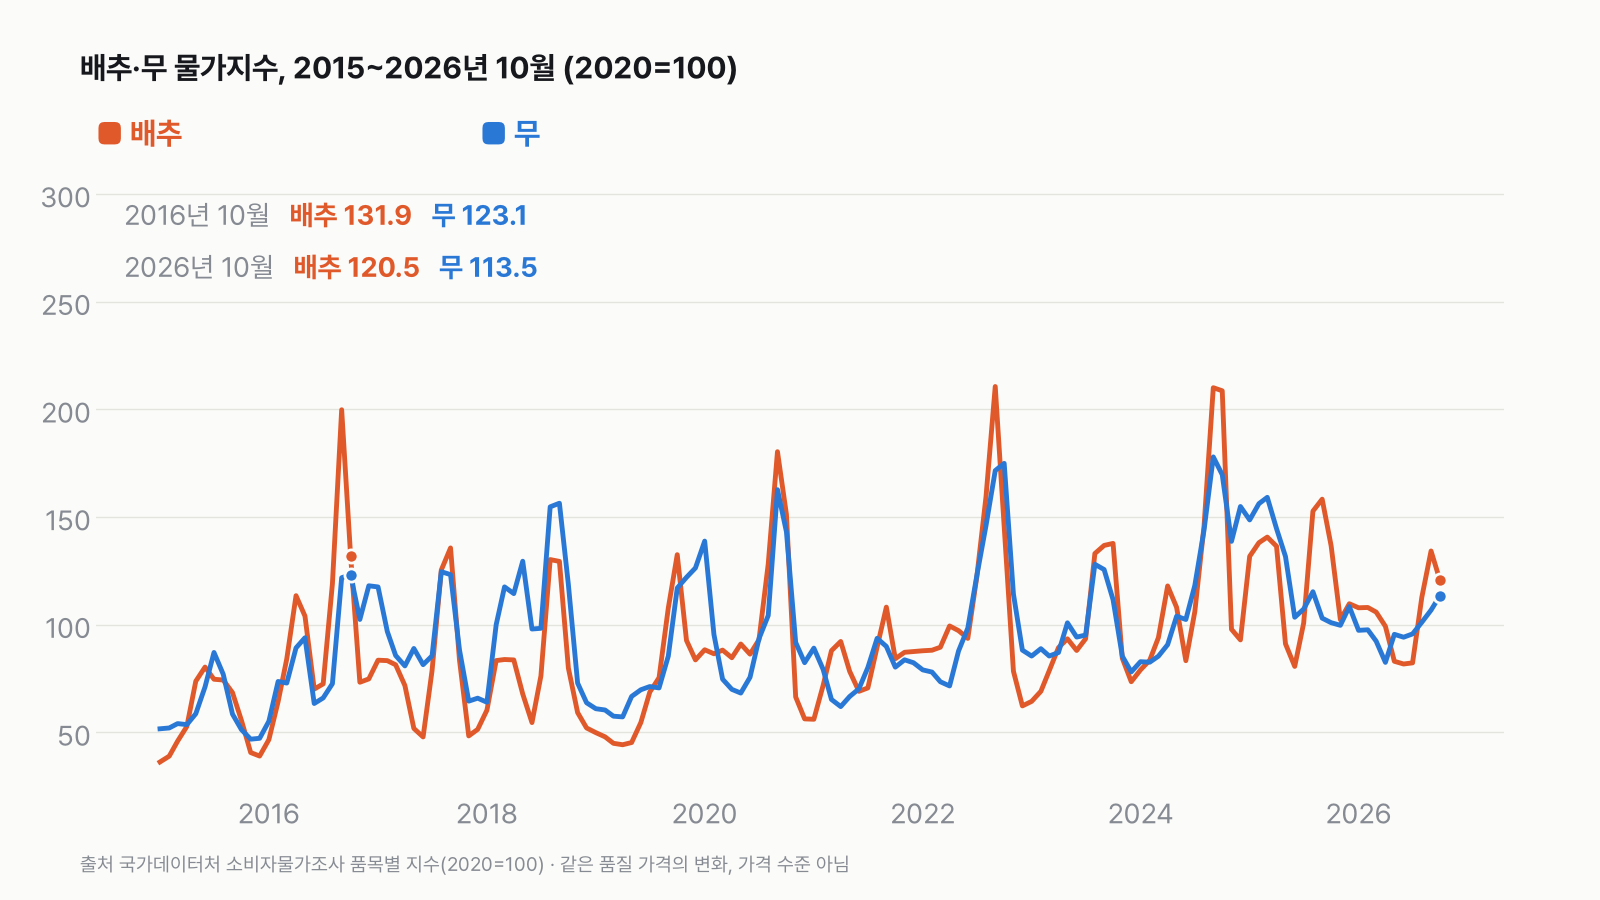 배추·무 물가지수, 2015~2026년 10월 (2020=100)
배추 무
300
2016년 10월 배추 131.9 무 123.1
2026년 10월 배추 120.5 무 113.5
250
200
150
100
50
2016 2018 2020 2022 2024 2026
출처 국가데이터처 소비자물가조사 품목별 지수(2020=100) · 같은 품질 가격의 변화, 가격 수준 아님